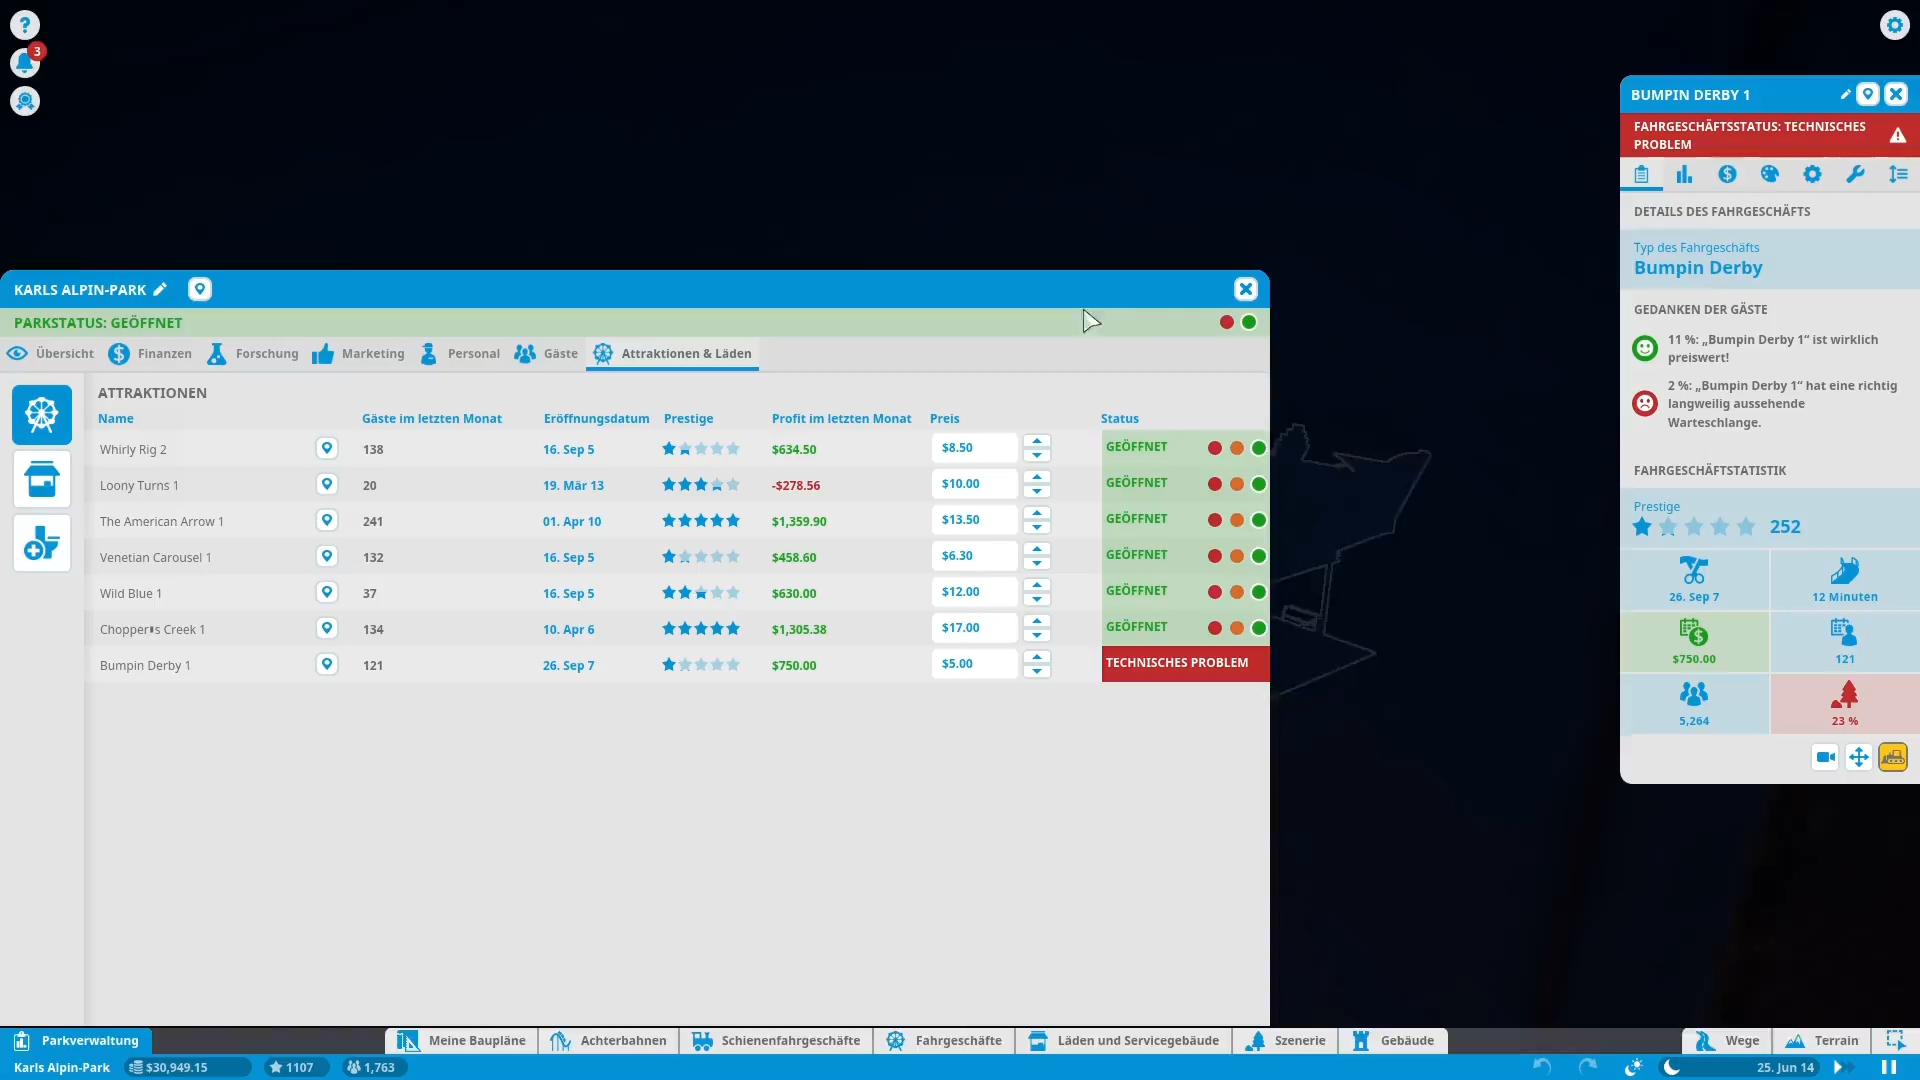 3
BUMPIN DERBY 1
FAHRGESCHÄFTSSTATUS: TECHNISCHES
PROBLEM
DETAILS DES FAHRGESCHÄFTS
Typ des Fahrgeschäfts
Bumpin Derby
GEDANKEN DER GÄSTE
11 %: „Bumpin Derby 1“ ist wirklich
preiswert!
2 %: „Bumpin Derby 1“ hat eine richtig
langweilig aussehende
Warteschlange.
FAHRGESCHÄFTSTATISTIK
Prestige
252
26. Sep 7 12 Minuten
$750.00 121
5,264 23 %
KARLS ALPIN-PARK
PARKSTATUS: GEÖFFNET
Übersicht Finanzen Forschung Marketing Personal Gäste Attraktionen & Läden
ATTRAKTIONEN
Name Gäste im letzten Monat Eröffnungsdatum Prestige Profit im letzten Monat Preis Status
Whirly Rig 2 138 16. Sep 5 $634.50 $8.50 GEÖFFNET
Loony Turns 1 20 19. Mär 13 -$278.56 $10.00 GEÖFFNET
The American Arrow 1 241 01. Apr 10 $1,359.90 $13.50 GEÖFFNET
Venetian Carousel 1 132 16. Sep 5 $458.60 $6.30 GEÖFFNET
Wild Blue 1 37 16. Sep 5 $630.00 $12.00 GEÖFFNET
Chopper▮s Creek 1 134 10. Apr 6 $1,305.38 $17.00 GEÖFFNET
Bumpin Derby 1 121 26. Sep 7 $750.00 $5.00 TECHNISCHES PROBLEM
Parkverwaltung Meine Baupläne Achterbahnen Schienenfahrgeschäfte Fahrgeschäfte Läden und Servicegebäude Szenerie Gebäude Wege Terrain
Karls Alpin-Park $30,949.15 1107 1,763 25. Jun 14